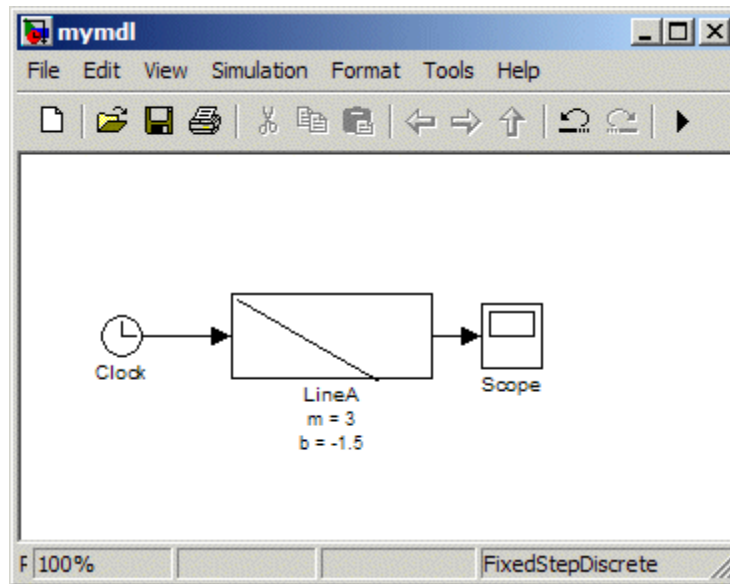 mymdl
File Edit View Simulation Format Tools Help
Clock
LineA
m = 3
b = -1.5
Scope
F 100% FixedStepDiscrete